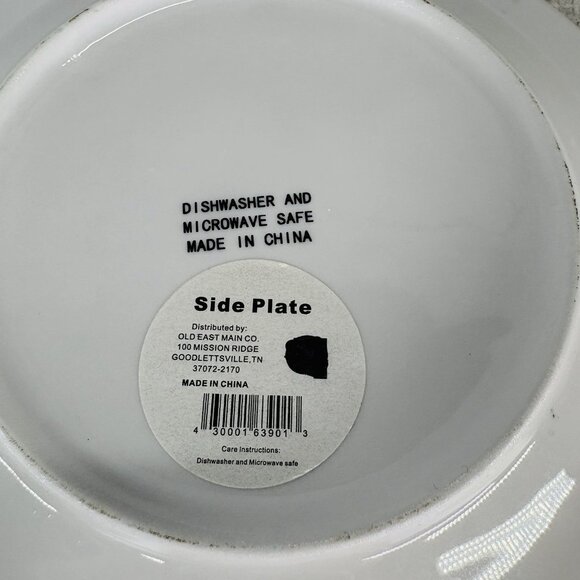 DISHWASHER AND
MICROWAVE SAFE
MADE IN CHINA
Side Plate
Distributed by:
OLD EAST MAIN CO.
100 MISSION RIDGE
GOODLETTSVILLE,TN
37072-2170
MADE IN CHINA
4 30001 63901 3
Care Instructions:
Dishwasher and Microwave safe